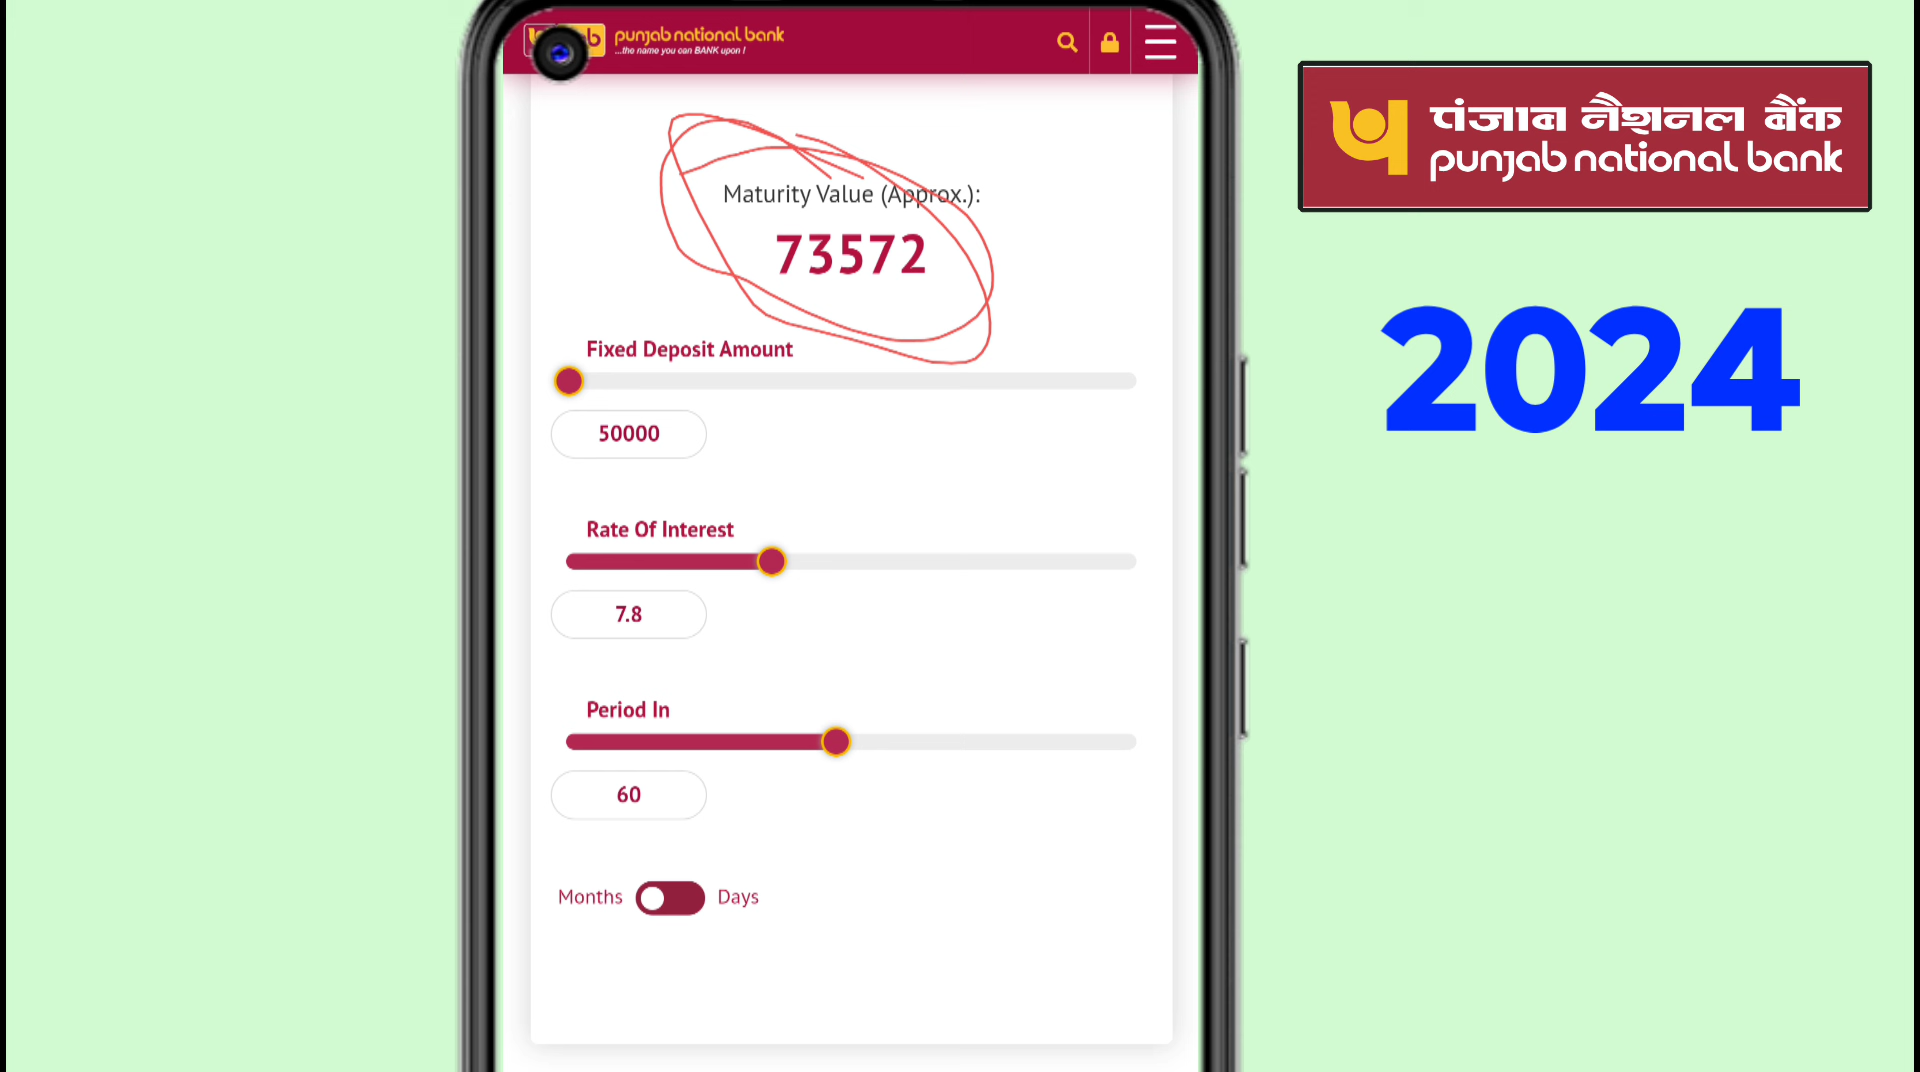 punjab national bank
...the name you can BANK upon !
Maturity Value (Approx.):
73572
Fixed Deposit Amount
50000
Rate Of Interest
7.8
Period In
60
Months Days
पंजाब नैशनल बैंक
punjab national bank
2024